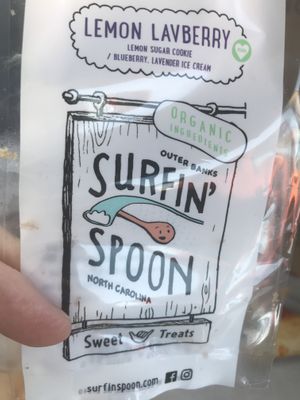 LEMON LAVBERRY
LEMON SUGAR COOKIE
/ BLUEBERRY, LAVENDER ICE CREAM
ORGANIC
INGREDIENTS
OUTER BANKS
SURFIN'
SPOON
NORTH CAROLINA
Sweet Treats
surfinspoon.com